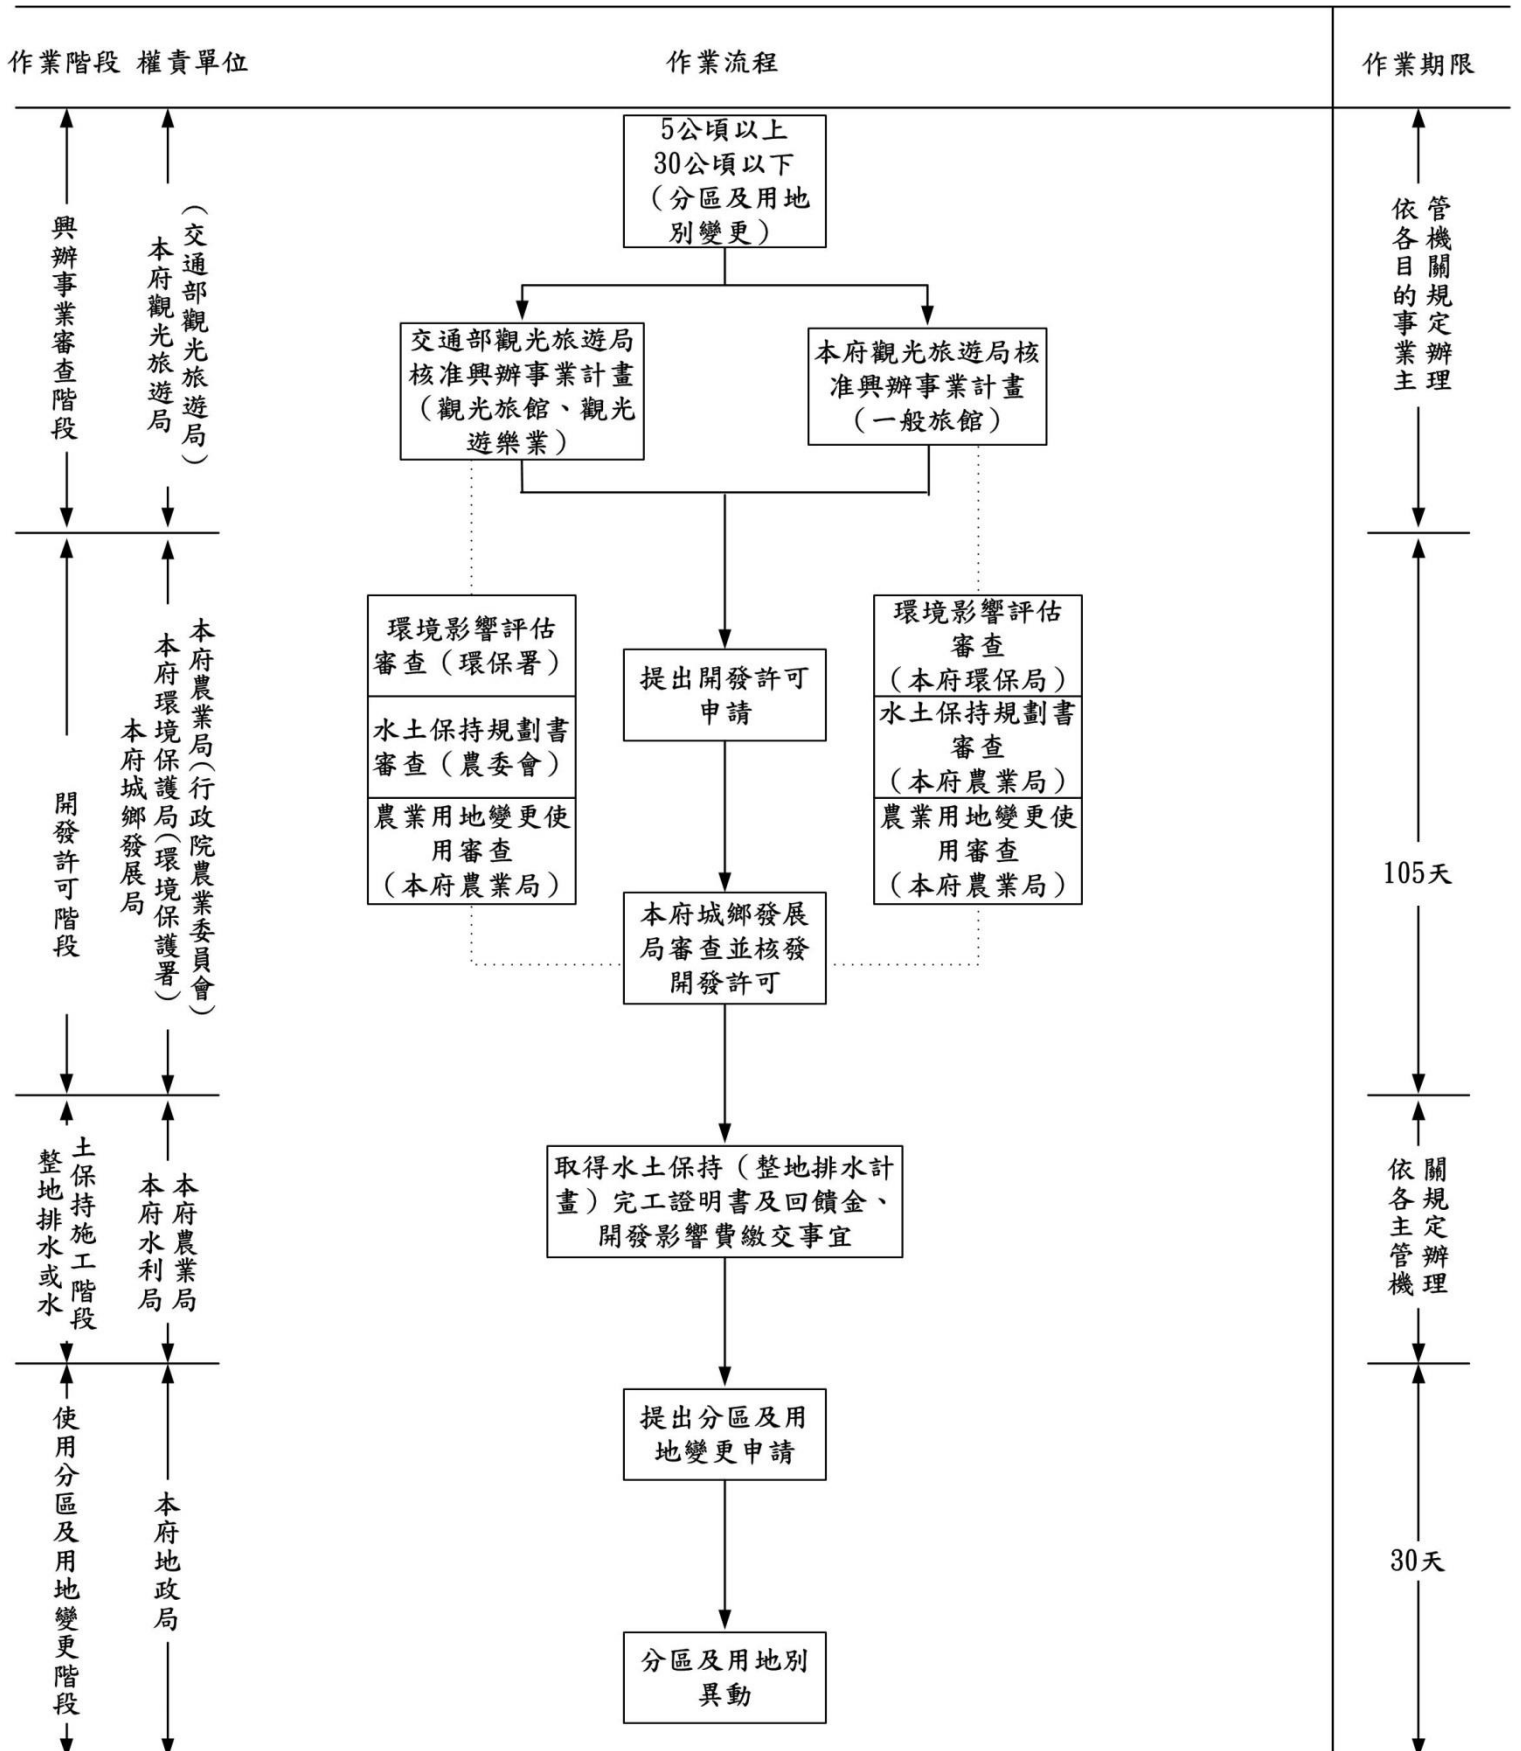 作業階段 權責單位 作業流程 作業期限
興辦事業審查階段
(交通部觀光旅遊局)
本府觀光旅遊局
5公頃以上
30公頃以下
（分區及用地
別變更）
交通部觀光旅遊局
核准興辦事業計畫
（觀光旅館、觀光
遊樂業）
本府觀光旅遊局核
准興辦事業計畫
（一般旅館）
管機關規定辦理
依各目的事業主
開發許可階段
本府農業局(行政院農業委員會)
本府環境保護局(環境保護署)
本府城鄉發展局
環境影響評估
審查（環保署）
水土保持規劃書
審查（農委會）
農業用地變更使
用審查
（本府農業局）
提出開發許可
申請
環境影響評估
審查
（本府環保局）
水土保持規劃書
審查
（本府農業局）
農業用地變更使
用審查
（本府農業局）
本府城鄉發展
局審查並核發
開發許可
105天
土保持施工階段
整地排水或水
本府農業局
本府水利局
取得水土保持（整地排水計
畫）完工證明書及回饋金、
開發影響費繳交事宜
關規定辦理
依各主管機
使用分區及用地變更階段
本府地政局
提出分區及用
地變更申請
分區及用地別
異動
30天